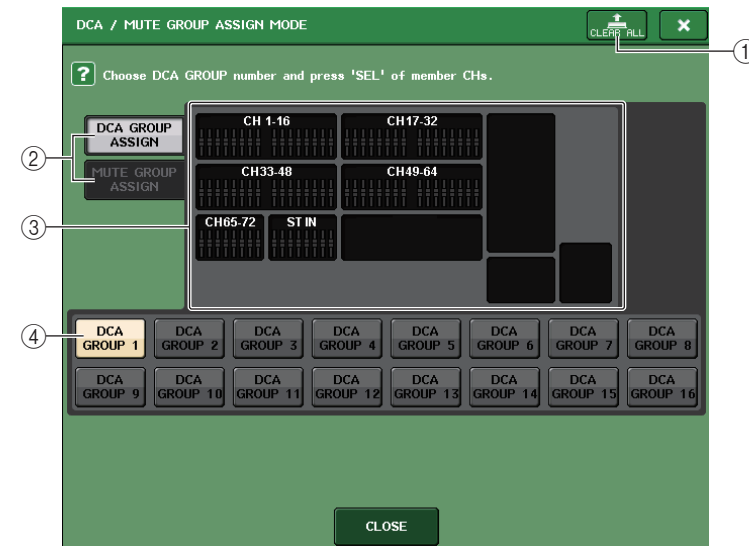 DCA / MUTE GROUP ASSIGN MODE
CLEAR ALL
×
①
? Choose DCA GROUP number and press 'SEL' of member CHs.
DCA GROUP
ASSIGN
②
MUTE GROUP
ASSIGN
CH 1-16
CH17-32
CH33-48
CH49-64
③
CH65-72
ST IN
④
DCA
GROUP 1
DCA
GROUP 2
DCA
GROUP 3
DCA
GROUP 4
DCA
GROUP 5
DCA
GROUP 6
DCA
GROUP 7
DCA
GROUP 8
DCA
GROUP 9
DCA
GROUP 10
DCA
GROUP 11
DCA
GROUP 12
DCA
GROUP 13
DCA
GROUP 14
DCA
GROUP 15
DCA
GROUP 16
CLOSE